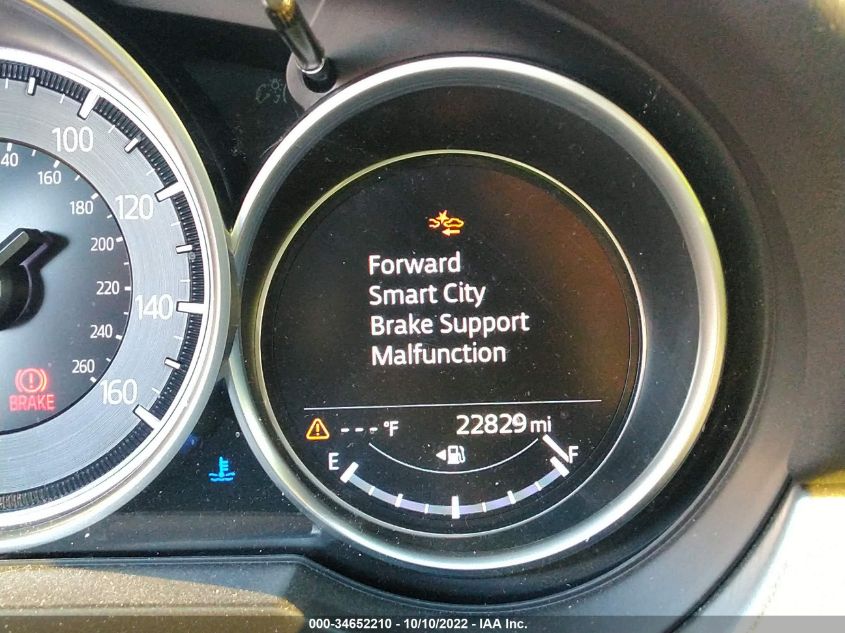 100
120
140
160
40
160
180
200
220
240
260
BRAKE
Forward
Smart City
Brake Support
Malfunction
---°F 22829 mi
E F
000-34652210 - 10/10/2022 - IAA Inc.